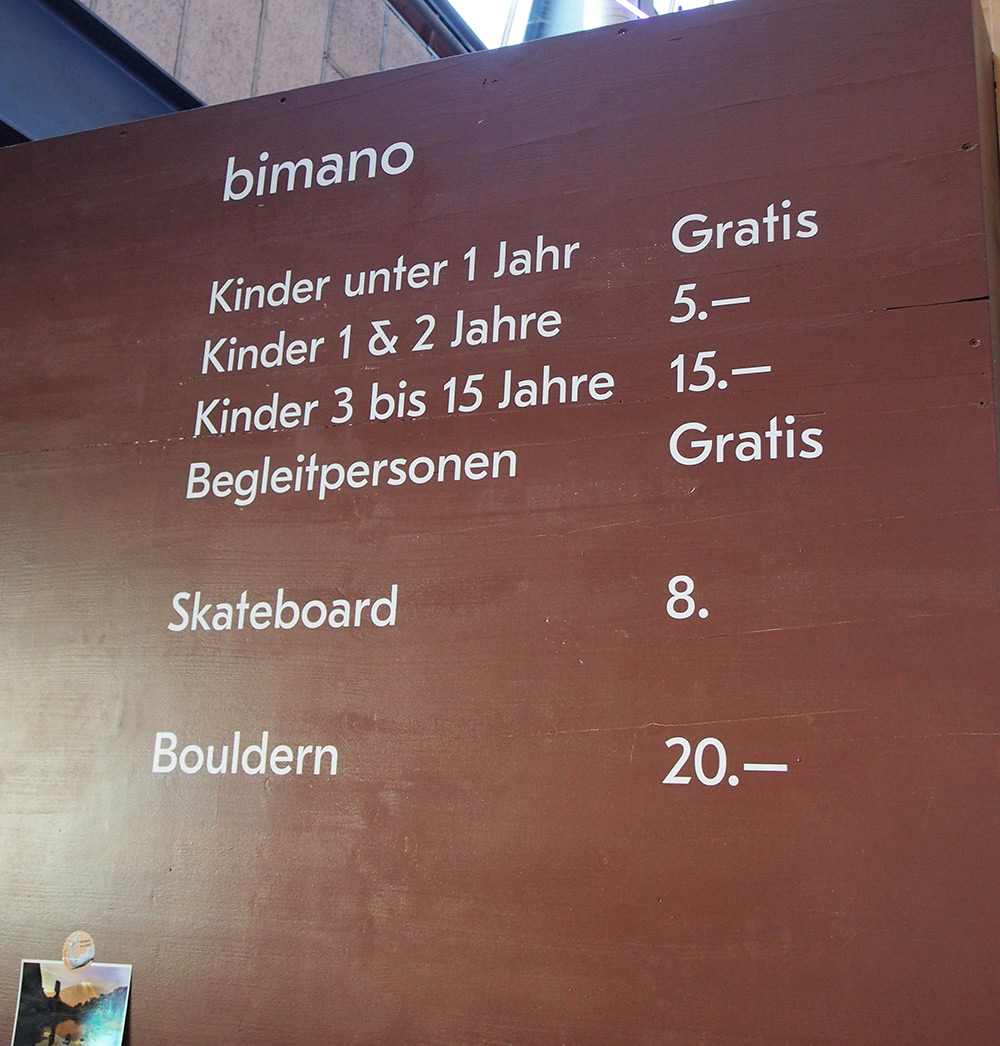 bimano
Kinder unter 1 Jahr Gratis
Kinder 1 & 2 Jahre 5.—
Kinder 3 bis 15 Jahre 15.—
Begleitpersonen Gratis
Skateboard 8.
Bouldern 20.—